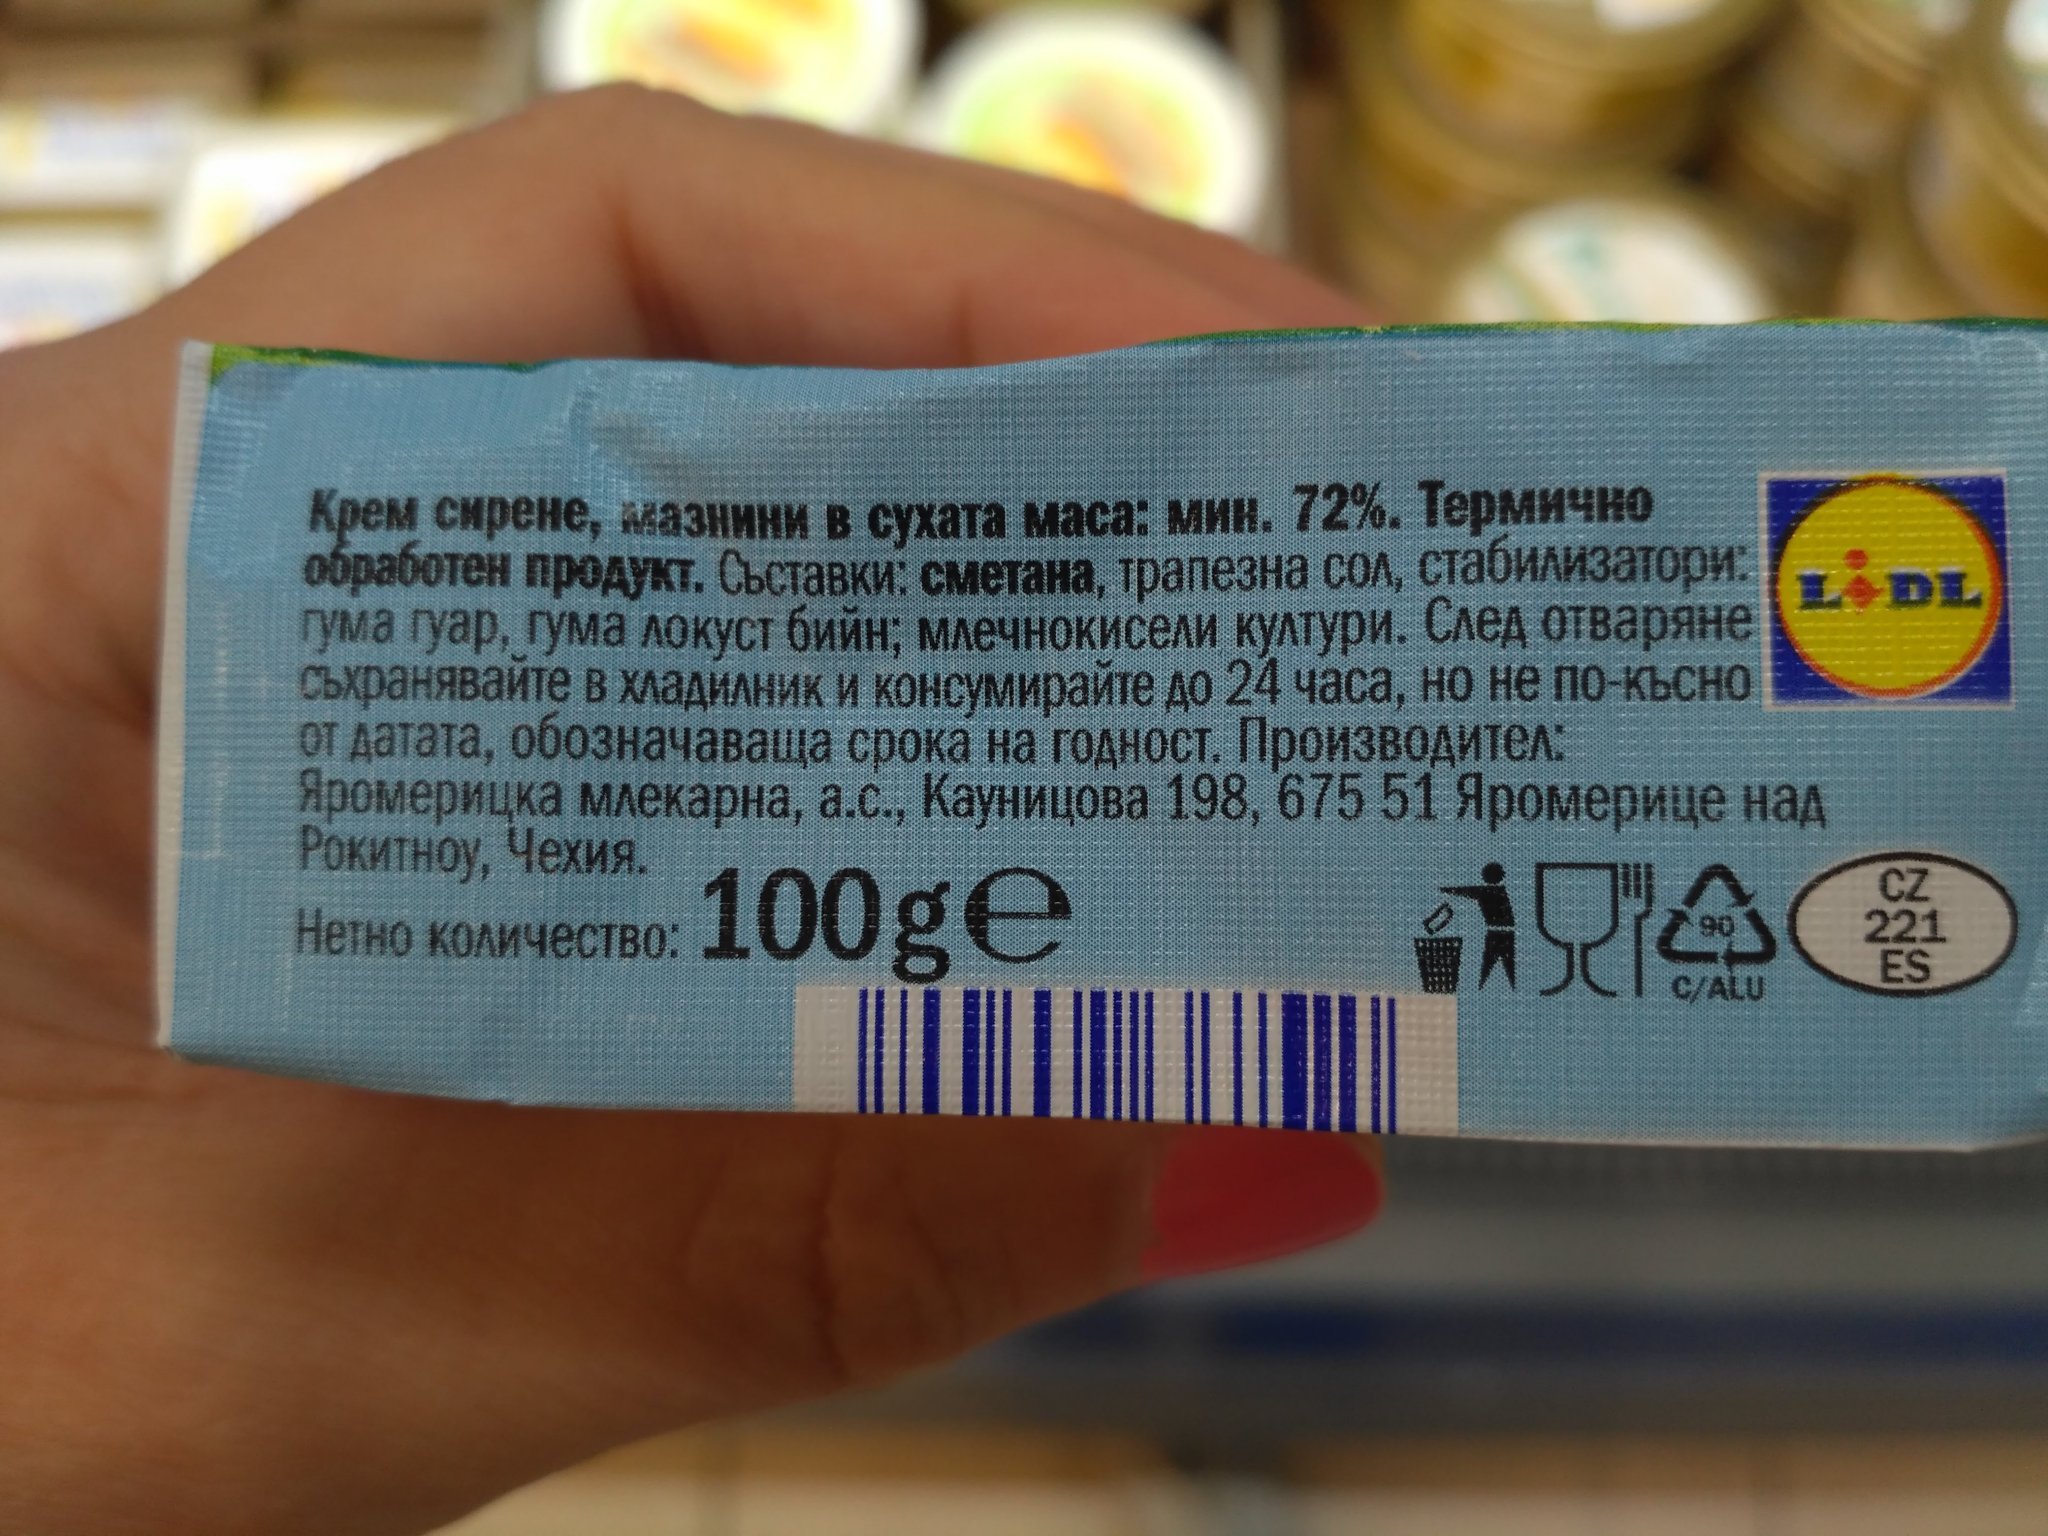 Крем сирене, мазнини в сухата маса: мин. 72%. Термично
обработен продукт. Съставки: сметана, трапезна сол, стабилизатори:
гума гуар, гума локуст бийн; млечнокисели култури. След отваряне
съхранявайте в хладилник и консумирайте до 24 часа, но не по-късно
от датата, обозначаваща срока на годност. Производител:
Яромерицка млекарна, а.с., Кауницова 198, 675 51 Яромерице над
Рокитноу, Чехия.
Нетно количество: 100g℮
LIDL
90
C/ALU
CZ
221
ES